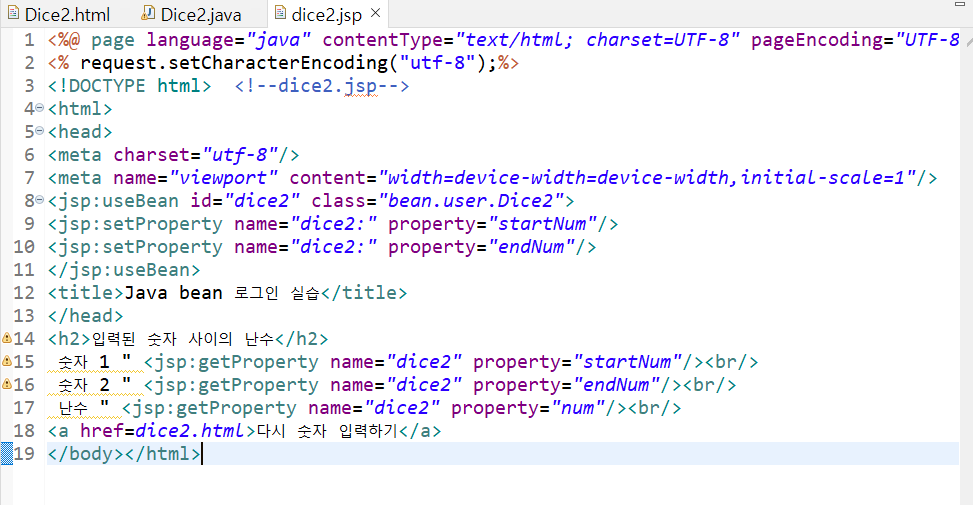 Dice2.html Dice2.java dice2.jsp
1 <%@ page language="java" contentType="text/html; charset=UTF-8" pageEncoding="UTF-8
2 <% request.setCharacterEncoding("utf-8");%>
3 <!DOCTYPE html> <!--dice2.jsp-->
4 <html>
5 <head>
6 <meta charset="utf-8"/>
7 <meta name="viewport" content="width=device-width=device-width,initial-scale=1"/>
8 <jsp:useBean id="dice2" class="bean.user.Dice2">
9 <jsp:setProperty name="dice2:" property="startNum"/>
10 <jsp:setProperty name="dice2:" property="endNum"/>
11 </jsp:useBean>
12 <title>Java bean 로그인 실습</title>
13 </head>
14 <h2>입력된 숫자 사이의 난수</h2>
15 숫자 1 " <jsp:getProperty name="dice2" property="startNum"/><br/>
16 숫자 2 " <jsp:getProperty name="dice2" property="endNum"/><br/>
17 난수 " <jsp:getProperty name="dice2" property="num"/><br/>
18 <a href=dice2.html>다시 숫자 입력하기</a>
19 </body></html>